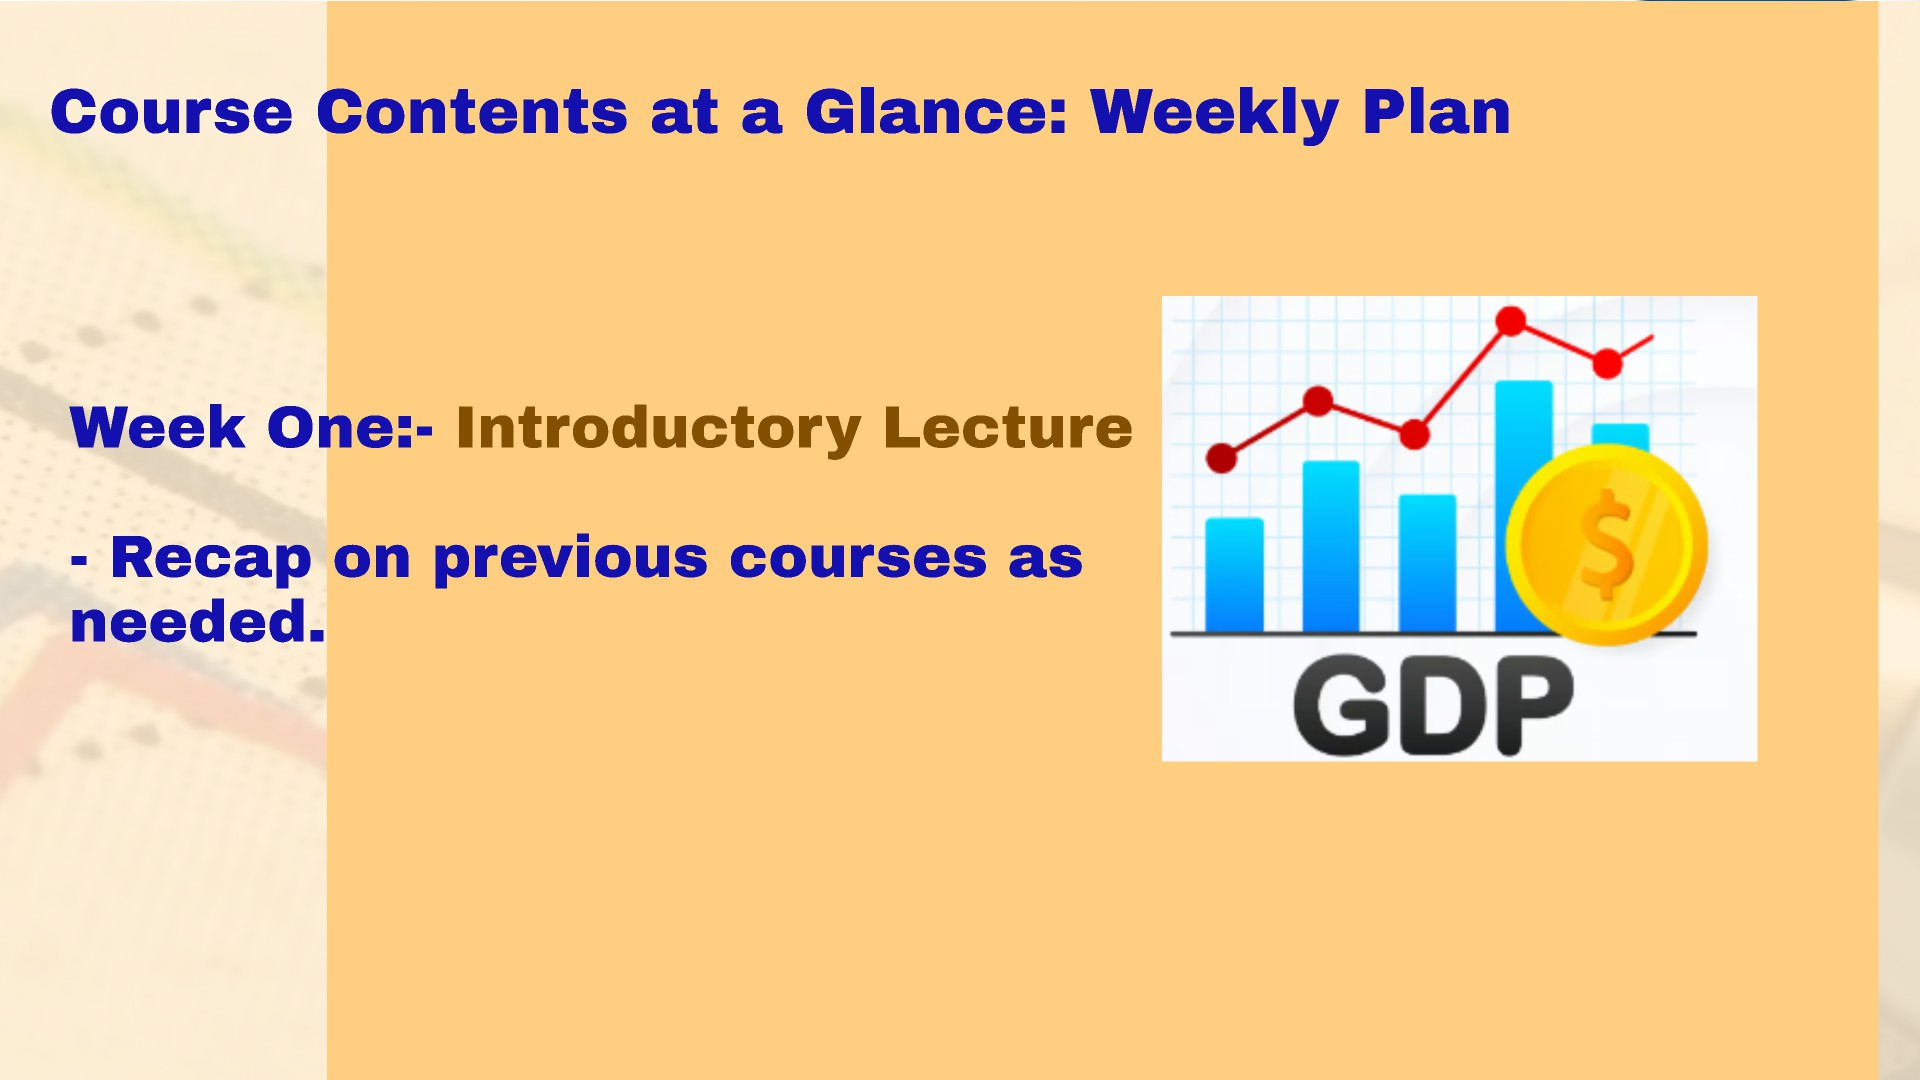 Course Contents at a Glance: Weekly Plan
Week One:- Introductory Lecture
- Recap on previous courses as
needed.
$
GDP